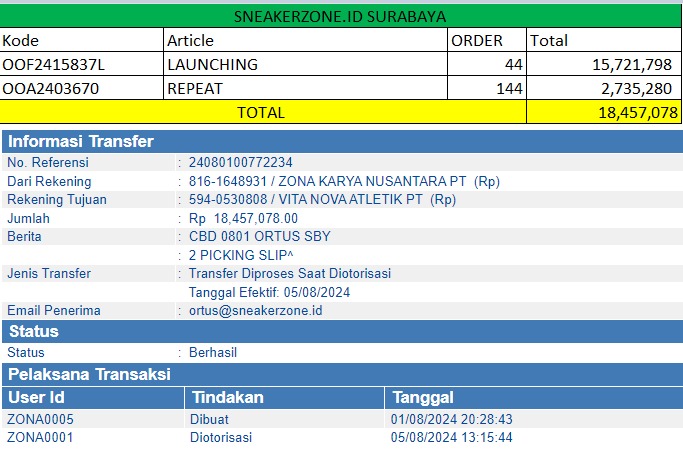 SNEAKERZONE.ID SURABAYA
Kode Article ORDER Total
OOF2415837L LAUNCHING 44 15,721,798
OOA2403670 REPEAT 144 2,735,280
TOTAL 18,457,078
Informasi Transfer
No. Referensi : 24080100772234
Dari Rekening : 816-1648931 / ZONA KARYA NUSANTARA PT (Rp)
Rekening Tujuan : 594-0530808 / VITA NOVA ATLETIK PT (Rp)
Jumlah : Rp 18,457,078.00
Berita : CBD 0801 ORTUS SBY
: 2 PICKING SLIP^
Jenis Transfer : Transfer Diproses Saat Diotorisasi
Tanggal Efektif: 05/08/2024
Email Penerima : ortus@sneakerzone.id
Status
Status : Berhasil
Pelaksana Transaksi
User Id Tindakan Tanggal
ZONA0005 Dibuat 01/08/2024 20:28:43
ZONA0001 Diotorisasi 05/08/2024 13:15:44